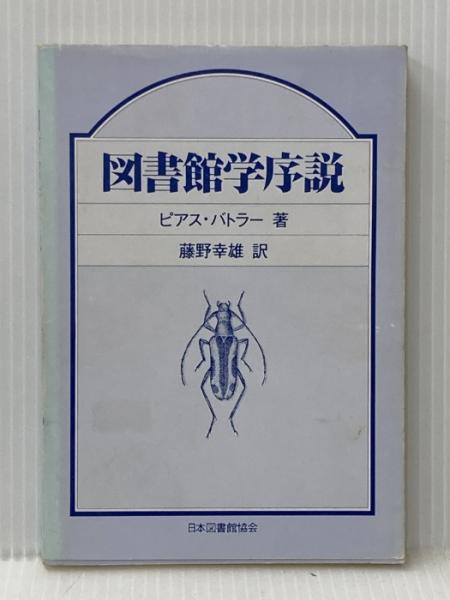 図書館学序説
ピアス・バトラー 著
藤野幸雄 訳
日本図書館協会